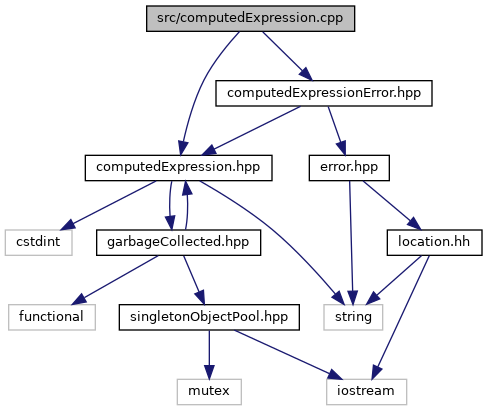 src/computedExpression.cpp
computedExpressionError.hpp
computedExpression.hpp
error.hpp
cstdint
garbageCollected.hpp
location.hh
functional
singletonObjectPool.hpp
string
mutex
iostream